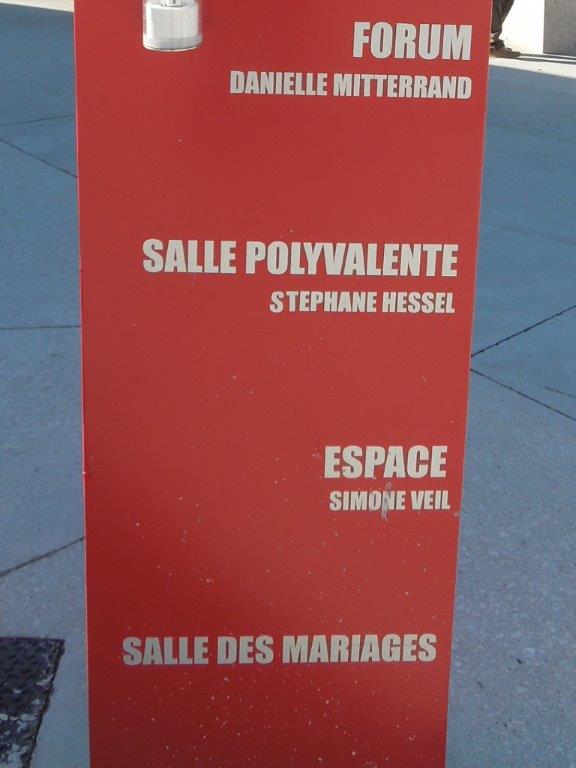 FORUM
DANIELLE MITTERRAND
SALLE POLYVALENTE
STEPHANE HESSEL
ESPACE
SIMONE VEIL
SALLE DES MARIAGES